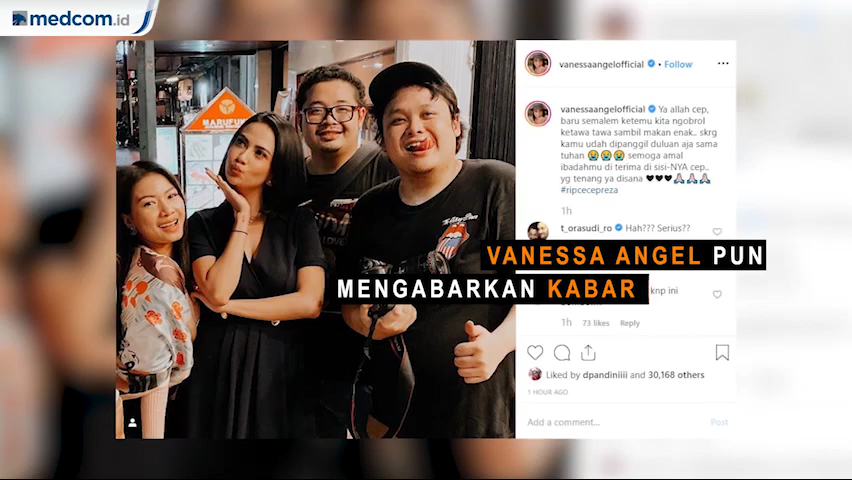 medcom.id
MARUFUKU
vanessaangelofficial • Follow
vanessaangelofficial Ya allah cep,
baru semalem ketemu kita ngobrol
ketawa tawa sambil makan enak.. skrg
kamu udah dipanggil duluan aja sama
tuhan 😭😭😭 semoga amal
ibadahmu di terima di sisi-NYA cep..
yg tenang ya disana ♥♥♥🙏🙏🙏
#ripcecepreza
1h
t_orasudi_ro Hah??? Serius??
VANESSA ANGEL PUN
MENGABARKAN KABAR
knp ini
1h 73 likes Reply
Liked by dpandiniiii and 30,168 others
1 HOUR AGO
Add a comment...
Post